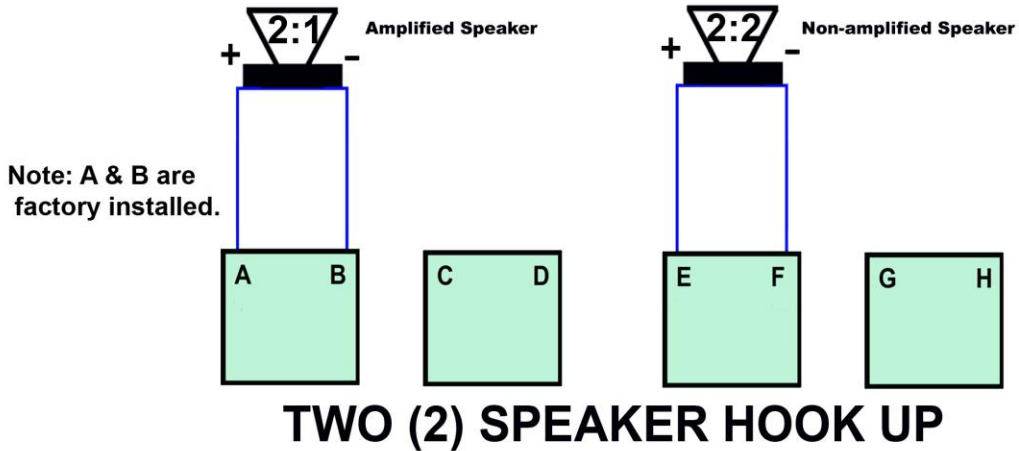 2:1 Amplified Speaker
+ -
2:2 Non-amplified Speaker
+ -
Note: A & B are
factory installed.
A B
C D
E F
G H
TWO (2) SPEAKER HOOK UP